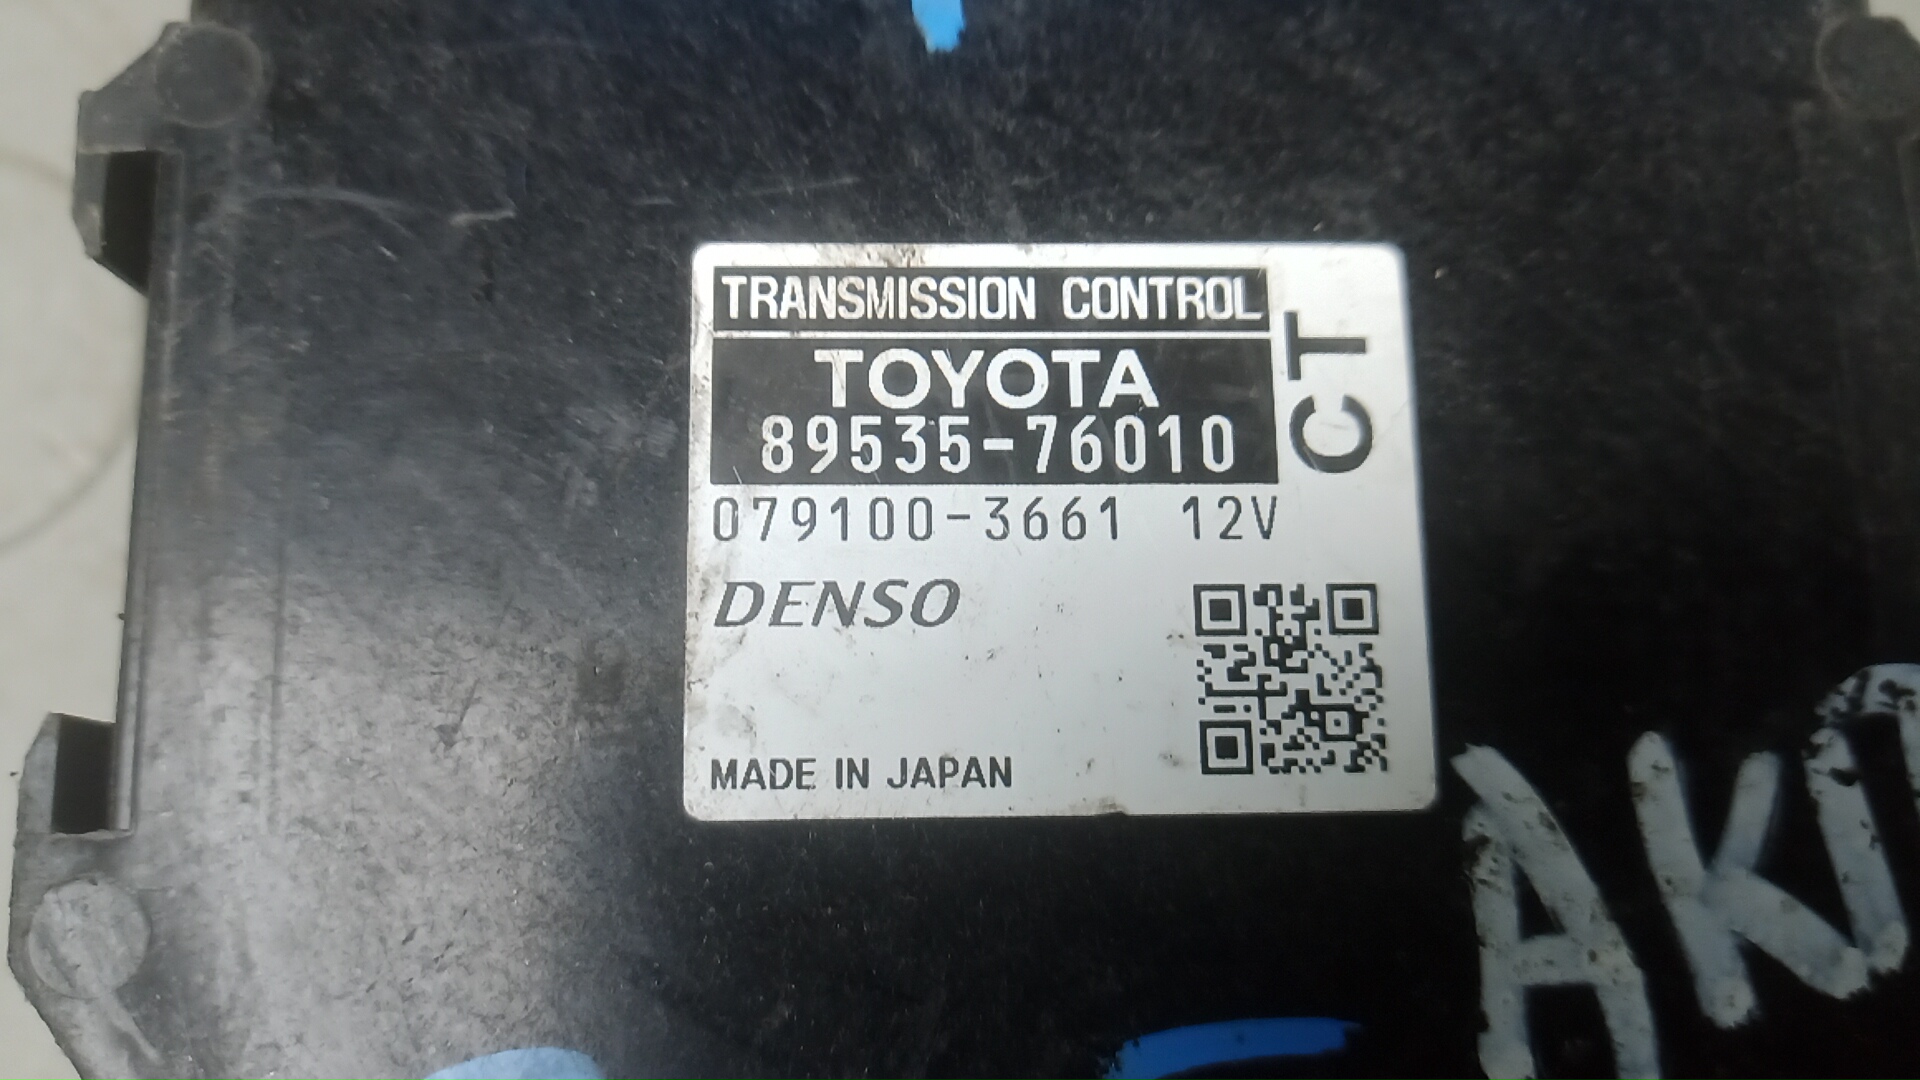 TRANSMISSION CONTROL
TOYOTA
89535-76010
CT
079100-3661 12V
DENSO
MADE IN JAPAN